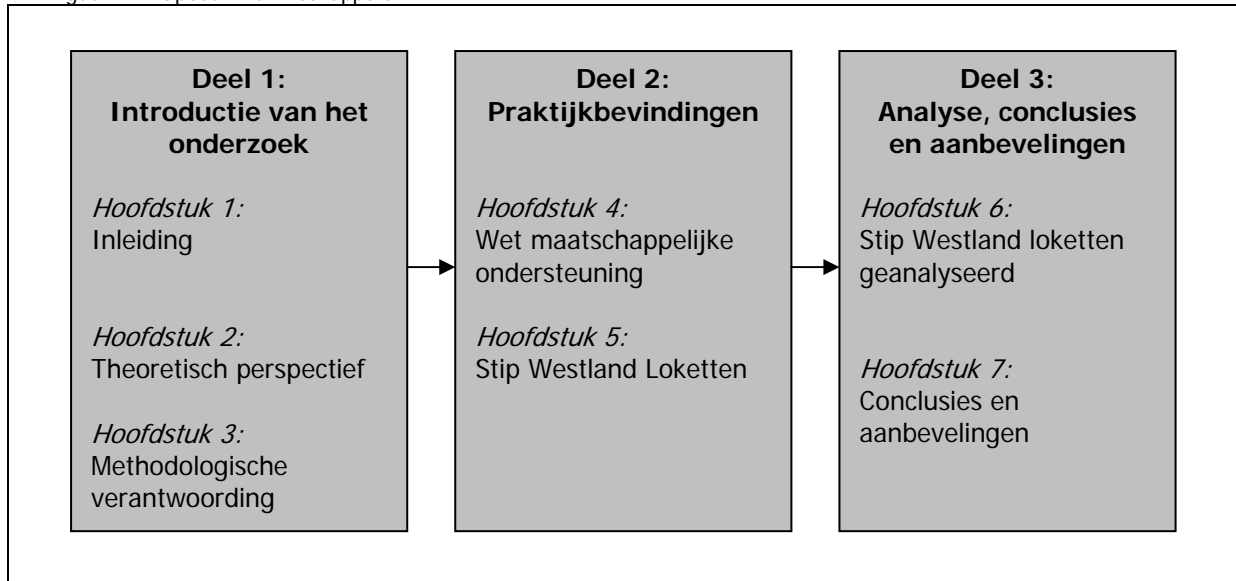 Deel 1:
Introductie van het
onderzoek
Hoofdstuk 1:
Inleiding
Hoofdstuk 2:
Theoretisch perspectief
Hoofdstuk 3:
Methodologische
verantwoording
Deel 2:
Praktijkbevindingen
Hoofdstuk 4:
Wet maatschappelijke
ondersteuning
Hoofdstuk 5:
Stip Westland Loketten
Deel 3:
Analyse, conclusies
en aanbevelingen
Hoofdstuk 6:
Stip Westland loketten
geanalyseerd
Hoofdstuk 7:
Conclusies en
aanbevelingen